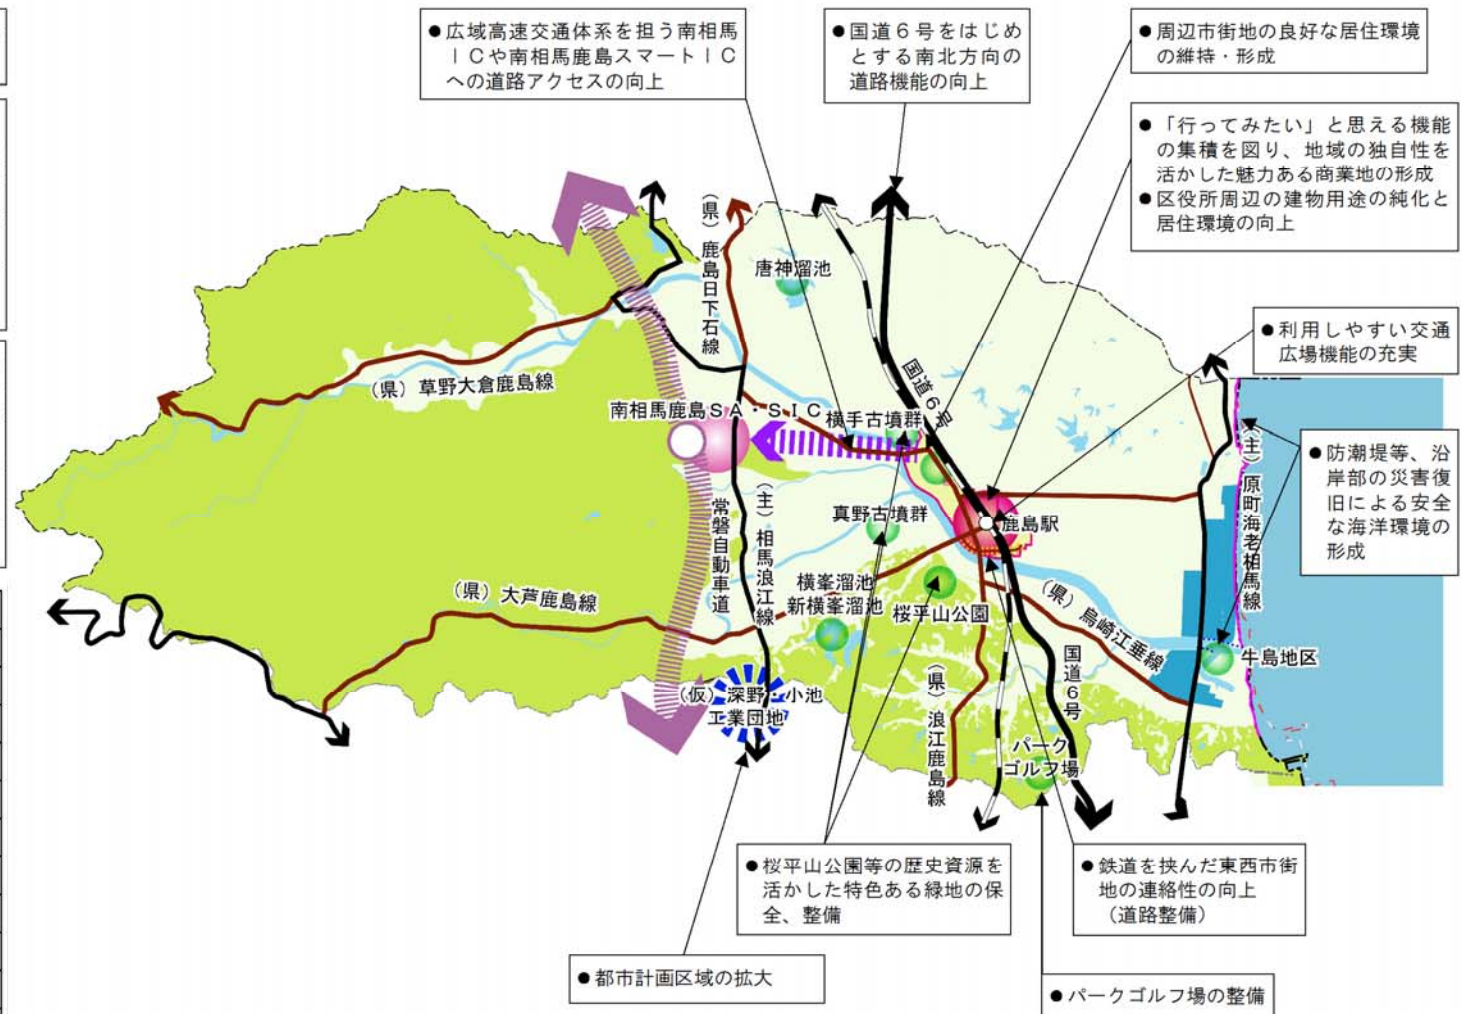 ●広域高速交通体系を担う南相馬
ＩＣや南相馬鹿島スマートＩＣ
への道路アクセスの向上
●国道６号をはじめ
とする南北方向の
道路機能の向上
●周辺市街地の良好な居住環境
の維持・形成
●「行ってみたい」と思える機能
の集積を図り、地域の独自性を
活かした魅力ある商業地の形成
●区役所周辺の建物用途の純化と
居住環境の向上
●利用しやすい交通
広場機能の充実
●防潮堤等、沿
岸部の災害復
旧による安全
な海洋環境の
形成
（県）鹿島日下石線
唐神溜池
国道６号
（県）草野大倉鹿島線
南相馬鹿島ＳＡ・ＳＩＣ
横手古墳群
（主）原町海老相馬線
（主）相馬浪江線
常磐自動車道
真野古墳群
鹿島駅
（県）大芦鹿島線
横峯溜池
新横峯溜池
桜平山公園
（県）烏崎江垂線
牛島地区
国道６号
（県）浪江鹿島線
（仮）深野・小池
工業団地
パーク
ゴルフ場
●桜平山公園等の歴史資源を
活かした特色ある緑地の保
全、整備
●鉄道を挟んだ東西市街
地の連絡性の向上
（道路整備）
●都市計画区域の拡大
●パークゴルフ場の整備